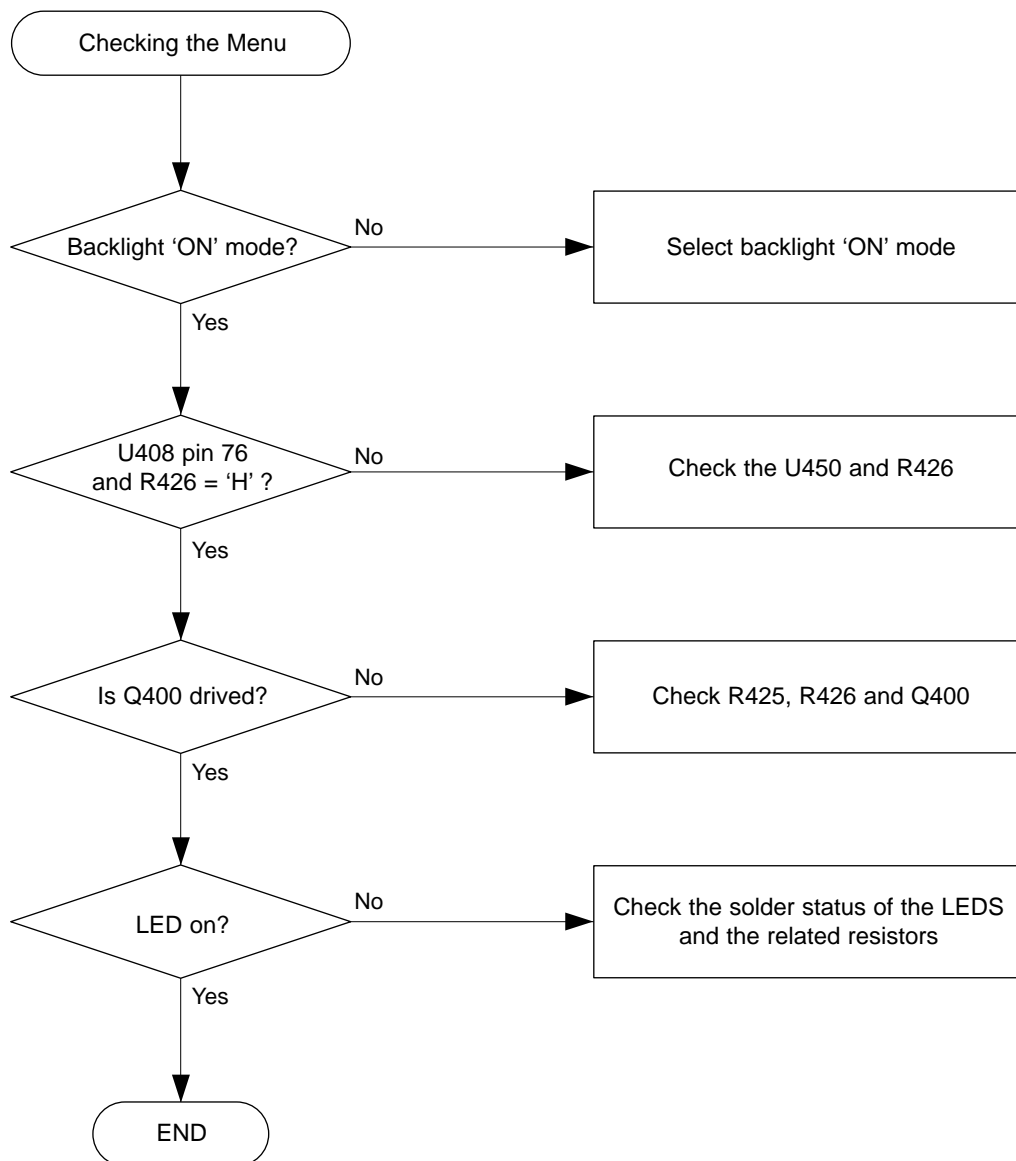 Checking the Menu
Backlight ‘ON’ mode?
No
Select backlight ‘ON’ mode
Yes
U408 pin 76
and R426 = ‘H’ ?
No
Check the U450 and R426
Yes
Is Q400 drived?
No
Check R425, R426 and Q400
Yes
LED on?
No
Check the solder status of the LEDS
and the related resistors
Yes
END